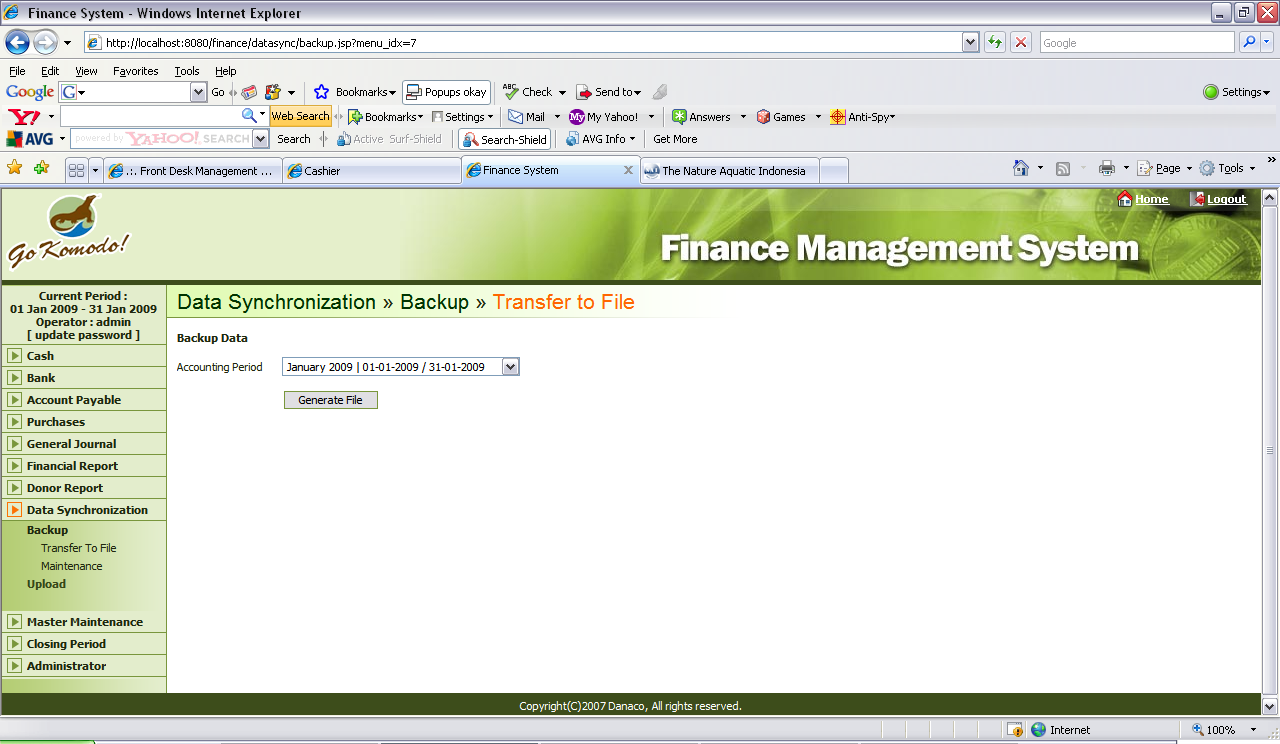 Finance System - Windows Internet Explorer
http://localhost:8080/finance/datasync/backup.jsp?menu_idx=7
Google
File Edit View Favorites Tools Help
Google G Go Bookmarks Popups okay ABC Check Send to Settings
Y! Web Search Bookmarks Settings Mail My My Yahoo! Answers Games Anti-Spy
AVG powered by YAHOO! SEARCH Search Active Surf-Shield Search-Shield AVG Info Get More
.:. Front Desk Management ... Cashier Finance System X The Nature Aquatic Indonesia Page Tools »
Home Logout
Go Komodo!
Finance Management System
Current Period :
01 Jan 2009 - 31 Jan 2009
Operator : admin
[ update password ]
Cash
Bank
Account Payable
Purchases
General Journal
Financial Report
Donor Report
Data Synchronization
Backup
Transfer To File
Maintenance
Upload
Master Maintenance
Closing Period
Administrator
Data Synchronization » Backup » Transfer to File
Backup Data
Accounting Period January 2009 | 01-01-2009 / 31-01-2009
Generate File
Copyright(C)2007 Danaco, All rights reserved.
Internet 100%